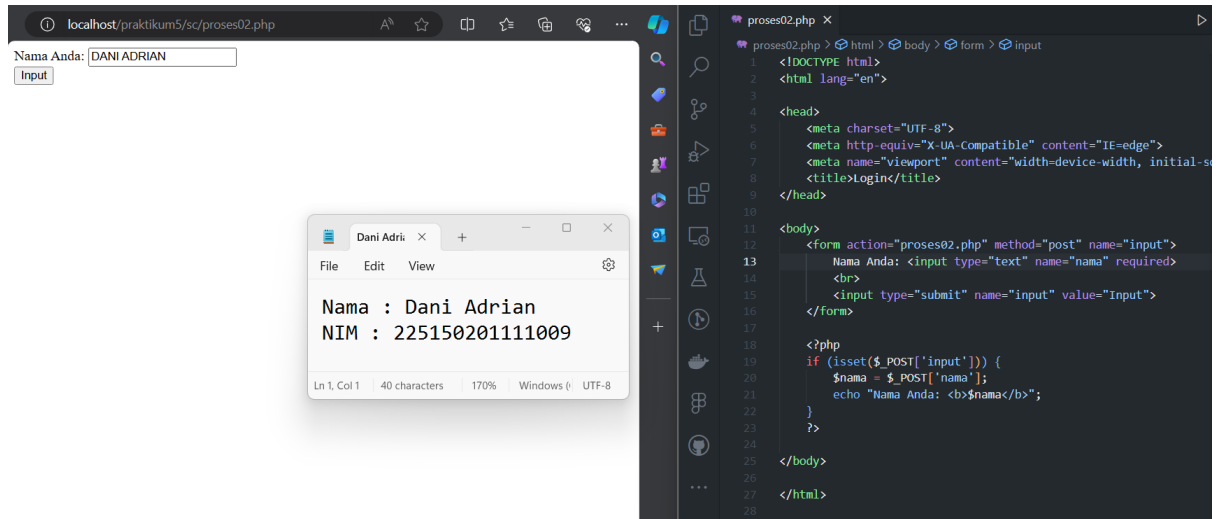 localhost/praktikum5/sc/proses02.php
Nama Anda: DANI ADRIAN
Input
Dani Adri
File Edit View
Nama : Dani Adrian
NIM : 225150201111009
Ln 1, Col 1 40 characters 170% Windows ( UTF-8
proses02.php
proses02.php > html > body > form > input
1 <!DOCTYPE html>
2 <html lang="en">
3
4 <head>
5 <meta charset="UTF-8">
6 <meta http-equiv="X-UA-Compatible" content="IE=edge">
7 <meta name="viewport" content="width=device-width, initial-sc
8 <title>Login</title>
9 </head>
10
11 <body>
12 <form action="proses02.php" method="post" name="input">
13 Nama Anda: <input type="text" name="nama" required>
14 <br>
15 <input type="submit" name="input" value="Input">
16 </form>
17
18 <?php
19 if (isset($_POST['input'])) {
20 $nama = $_POST['nama'];
21 echo "Nama Anda: <b>$nama</b>";
22 }
23 ?>
24
25 </body>
26
27 </html>
28